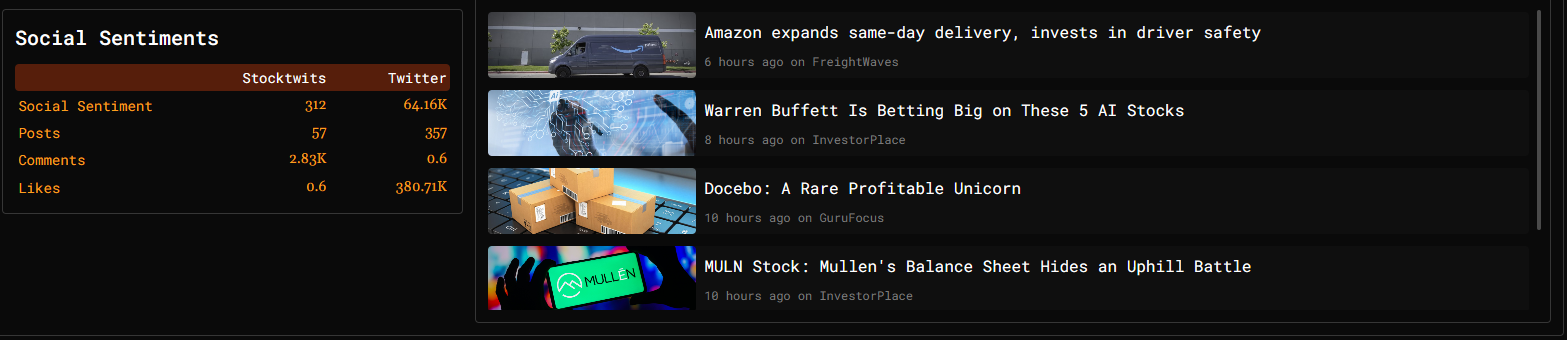 Social Sentiments
Stocktwits Twitter
Social Sentiment 312 64.16K
Posts 57 357
Comments 2.83K 0.6
Likes 0.6 380.71K
Amazon expands same-day delivery, invests in driver safety
6 hours ago on FreightWaves
Warren Buffett Is Betting Big on These 5 AI Stocks
8 hours ago on InvestorPlace
Docebo: A Rare Profitable Unicorn
10 hours ago on GuruFocus
MULLEN
MULN Stock: Mullen's Balance Sheet Hides an Uphill Battle
10 hours ago on InvestorPlace